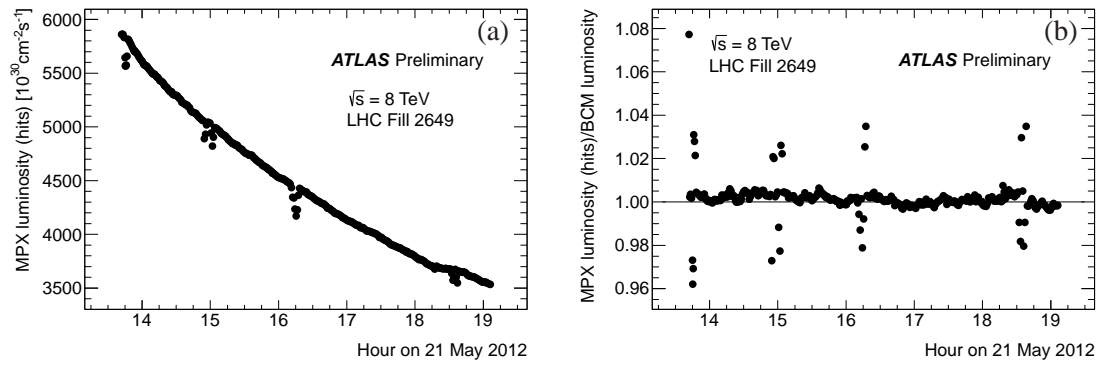 MPX luminosity (hits) [10³⁰cm⁻²s⁻¹]
6000
5500
5000
4500
4000
3500
(a)
ATLAS Preliminary
√s = 8 TeV
LHC Fill 2649
14 15 16 17 18 19
Hour on 21 May 2012
MPX luminosity (hits)/BCM luminosity
1.08
1.06
1.04
1.02
1.00
0.98
0.96
(b)
√s = 8 TeV
LHC Fill 2649
ATLAS Preliminary
14 15 16 17 18 19
Hour on 21 May 2012